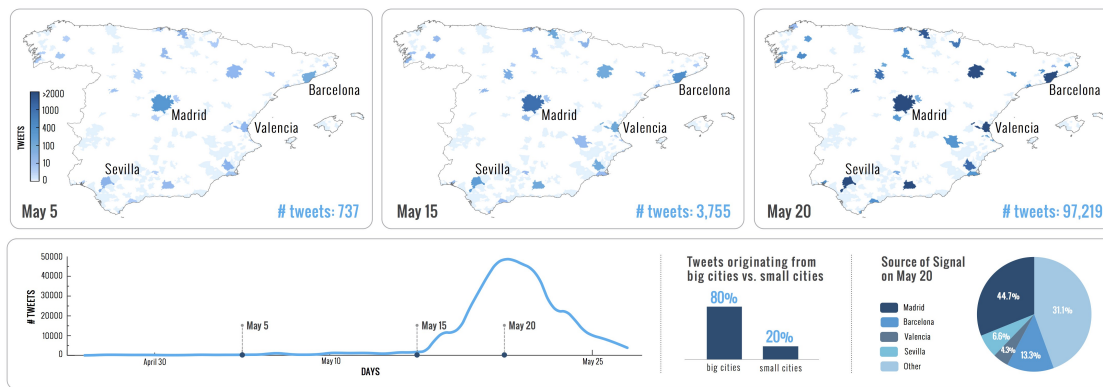 >2000
1000
400
100
10
0
TWEETS
Madrid
Barcelona
Valencia
Sevilla
May 5
# tweets: 737
Madrid
Barcelona
Valencia
Sevilla
May 15
# tweets: 3,755
Madrid
Barcelona
Valencia
Sevilla
May 20
# tweets: 97,219
50000
40000
30000
20000
10000
0
# TWEETS
May 5
May 15
May 20
April 30
May10
May 25
DAYS
Tweets originating from
big cities vs. small cities
80%
20%
big cities
small cities
Source of Signal
on May 20
Madrid
Barcelona
Valencia
Sevilla
Other
44.7%
31.1%
6.6%
4.3%
13.3%